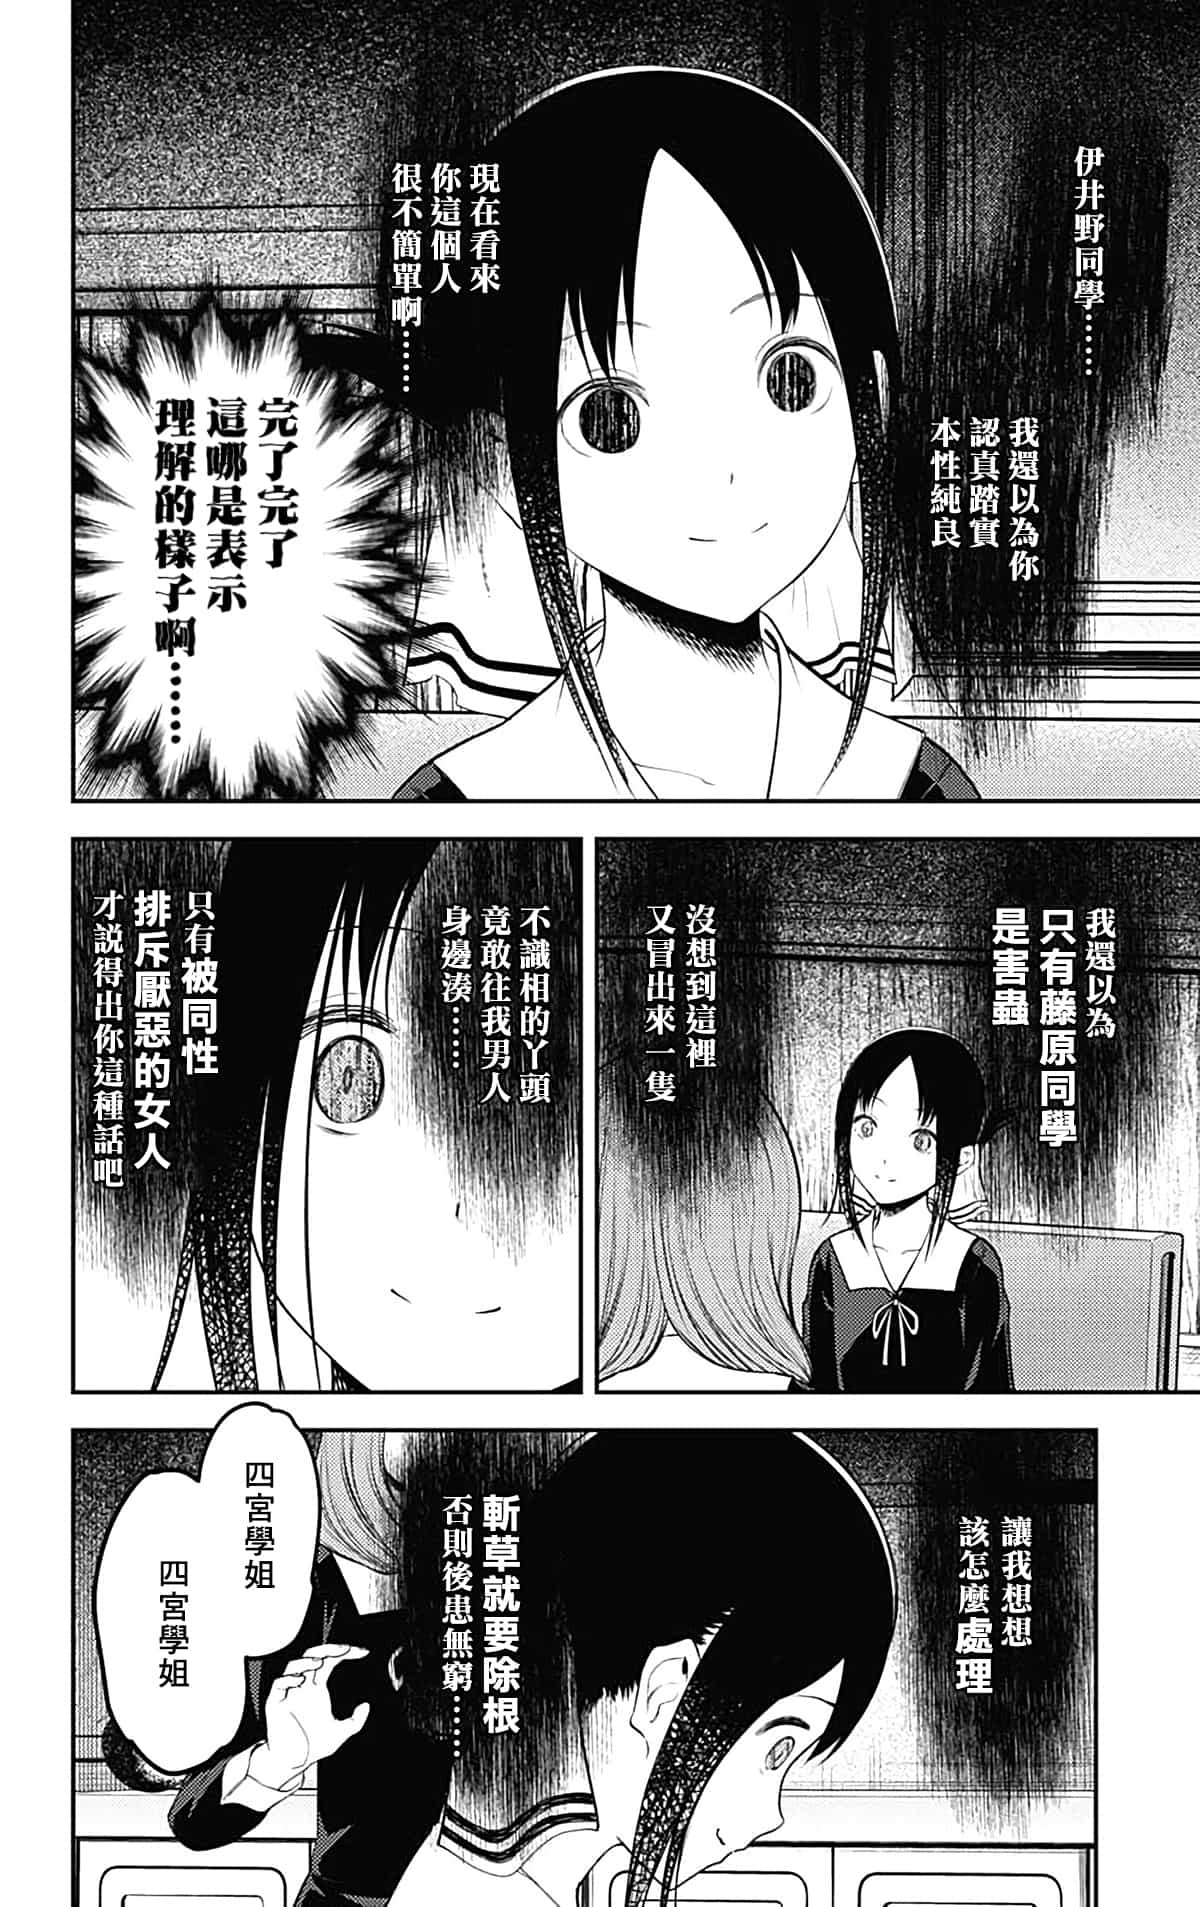 伊井野同學……
我還以為你
認真踏實
本性純良
現在看來
你這個人
很不簡單啊……
完了完了
這哪是表示
理解的樣子啊……
我還以為
只有藤原同學
是害蟲
沒想到這裡
又冒出來一隻
不識相的丫頭
竟敢往我男人
身邊湊……
只有被同性
排斥厭惡的女人
才說得出你這種話吧
讓我想想
該怎麼處理
斬草就要除根
否則後患無窮……
四宮學姐
四宮學姐